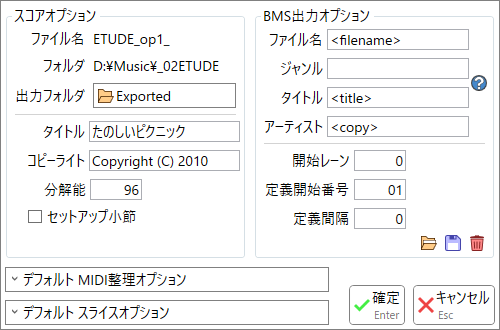 スコアオプション
ファイル名 ETUDE_op1_
フォルダ D:¥Music¥_02ETUDE
出力フォルダ Exported
タイトル たのしいピクニック
コピーライト Copyright (C) 2010
分解能 96
セットアップ小節
BMS出力オプション
ファイル名 <filename>
ジャンル
タイトル <title>
アーティスト <copy>
開始レーン 0
定義開始番号 01
定義間隔 0
デフォルト MIDI整理オプション
デフォルト スライスオプション
確定
Enter
キャンセル
Esc